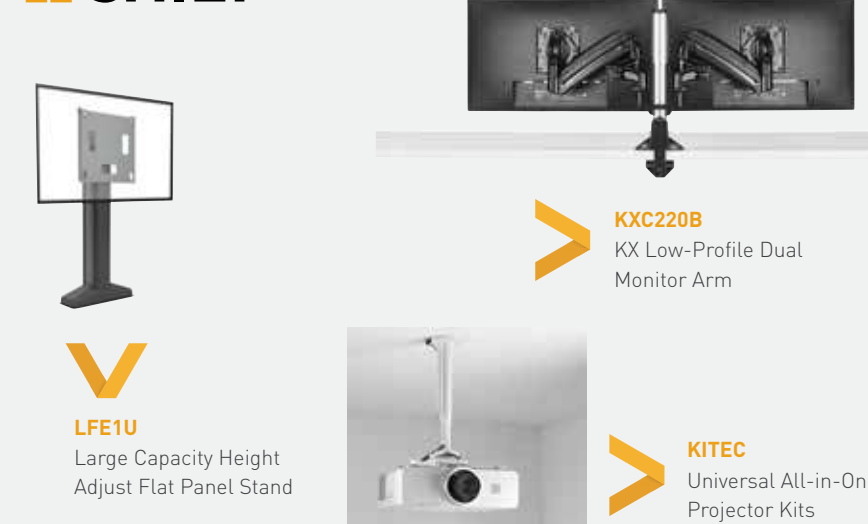 KXC220B
KX Low-Profile Dual
Monitor Arm
LFE1U
Large Capacity Height
Adjust Flat Panel Stand
KITEC
Universal All-in-On
Projector Kits